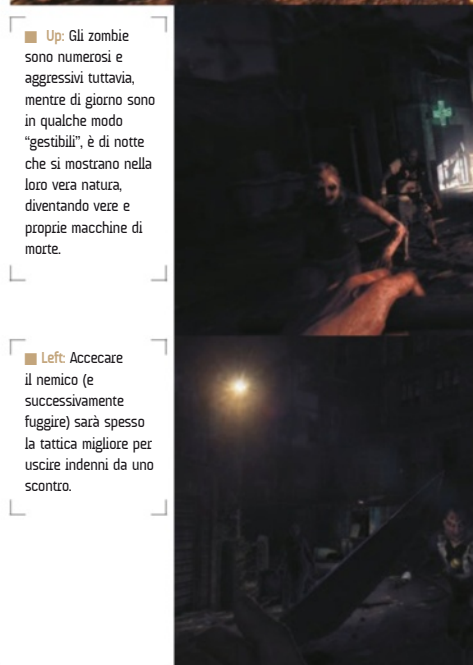 Up: Gli zombie
sono numerosi e
aggressivi tuttavia,
mentre di giorno sono
in qualche modo
“gestibili”, è di notte
che si mostrano nella
loro vera natura,
diventando vere e
proprie macchine di
morte.
Left: Accecare
il nemico (e
successivamente
fuggire) sarà spesso
la tattica migliore per
uscire indenni da uno
scontro.